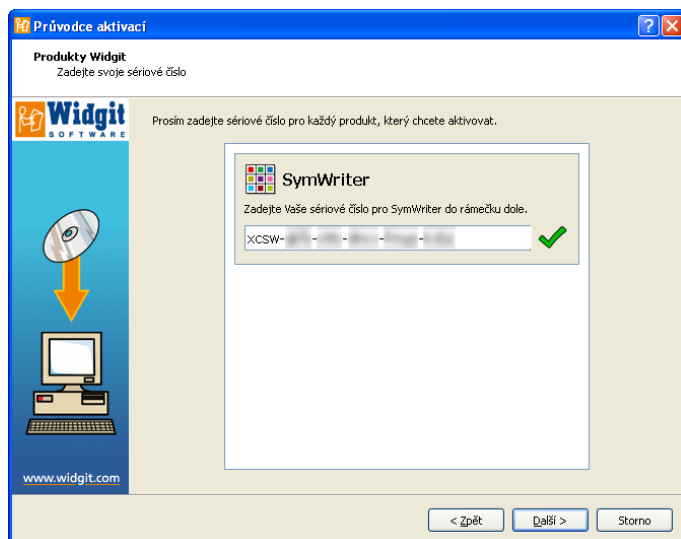 Průvodce aktivací
Produkty Widgit
Zadejte svoje sériové číslo
Widgit
SOFTWARE
Prosím zadejte sériové číslo pro každý produkt, který chcete aktivovat.
SymWriter
Zadejte Vaše sériové číslo pro SymWriter do rámečku dole.
XCSW-
www.widgit.com
< Zpět
Další >
Storno